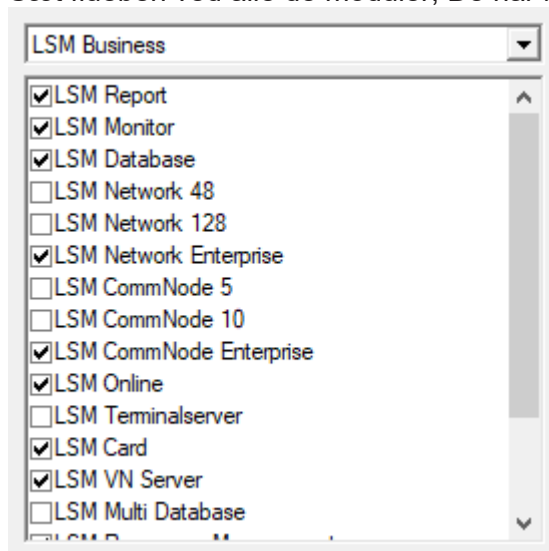 LSM Business
LSM Report
LSM Monitor
LSM Database
LSM Network 48
LSM Network 128
LSM Network Enterprise
LSM CommNode 5
LSM CommNode 10
LSM CommNode Enterprise
LSM Online
LSM Terminalserver
LSM Card
LSM VN Server
LSM Multi Database